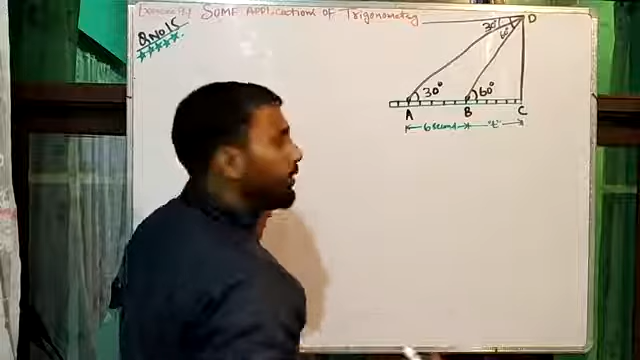 SOME APPLications of Trigonometry
Q No 15
30° D
60°
30° 60°
A B C
6 second "t"